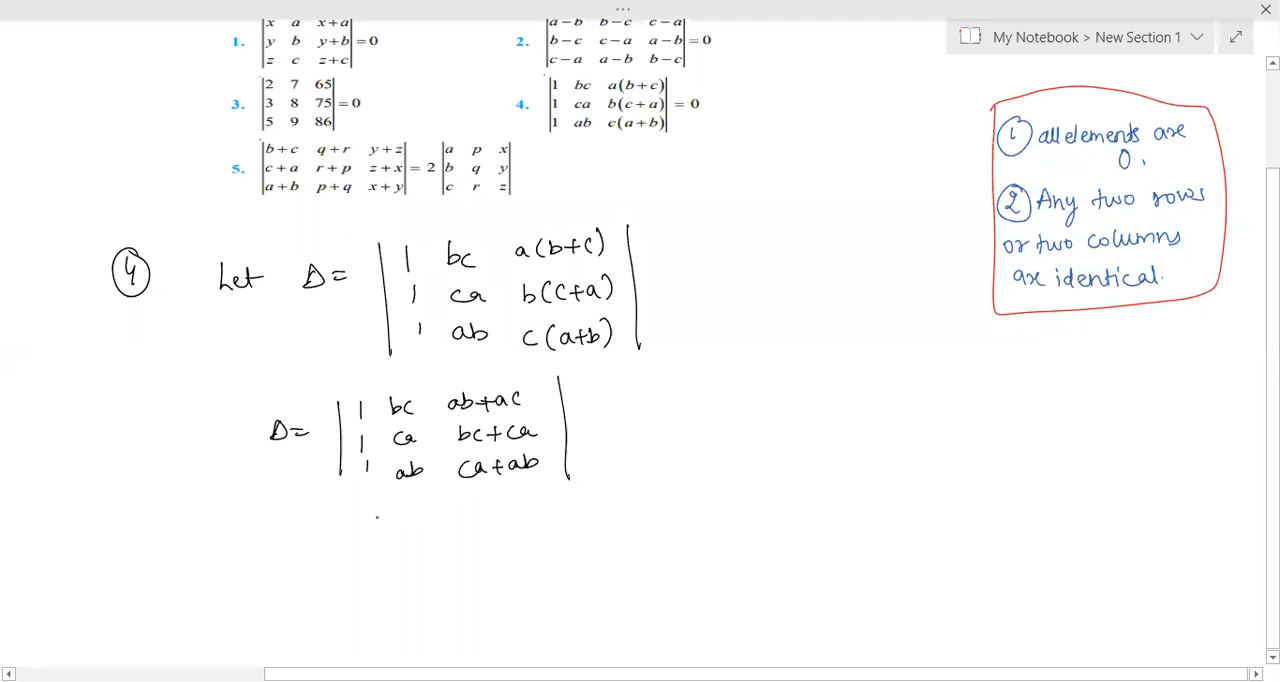 My Notebook > New Section 1
1. |x a x+a| 2. |a−b b−c c−a|
|y b y+b| = 0 |b−c c−a a−b| = 0
|z c z+c| |c−a a−b b−c|
3. |2 7 65| 4. |1 bc a(b+c)|
|3 8 75| = 0 |1 ca b(c+a)| = 0
|5 9 86| |1 ab c(a+b)|
5. |b+c q+r y+z| |a p x|
|c+a r+p z+x| = 2 |b q y|
|a+b p+q x+y| |c r z|
① all elements are
0.
② Any two rows
or two columns
are identical.
④ Let Δ = | 1 bc a(b+c) |
| 1 ca b(c+a) |
| 1 ab c(a+b) |
Δ = | 1 bc ab+ac |
| 1 ca bc+ca |
| 1 ab ca+ab |